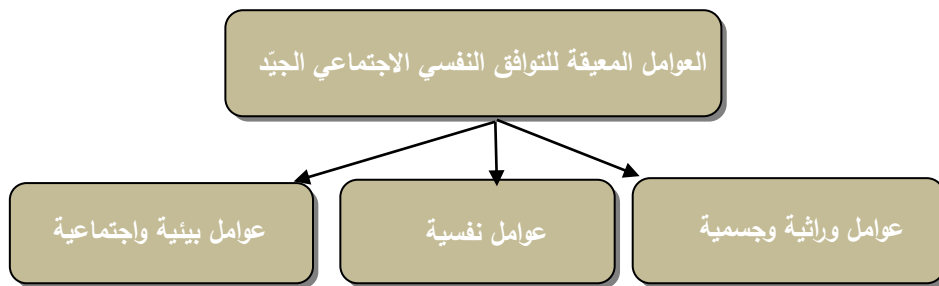 العوامل المعيقة للتوافق النفسي الاجتماعي الجيّد
عوامل وراثية وجسمية
عوامل نفسية
عوامل بيئية واجتماعية